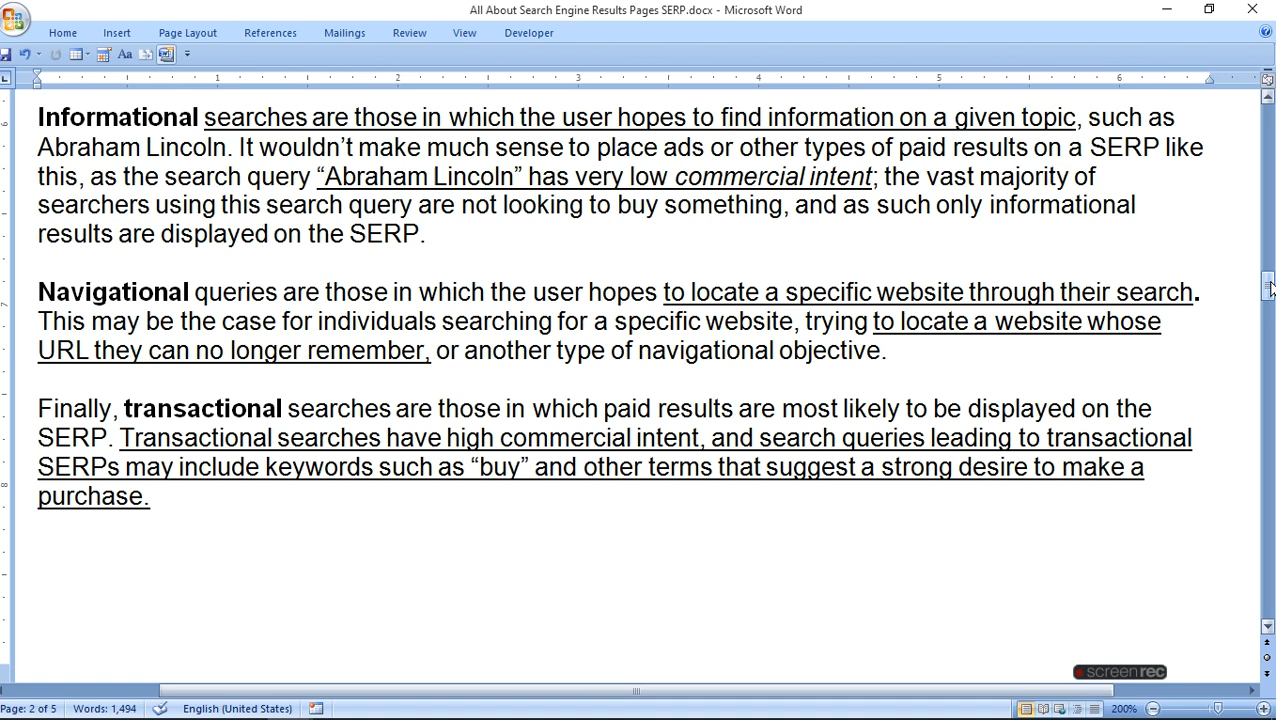 All About Search Engine Results Pages SERP.docx - Microsoft Word
Home Insert Page Layout References Mailings Review View Developer
Aa
1 2 3 4 5 6
Informational searches are those in which the user hopes to find information on a given topic, such as
Abraham Lincoln. It wouldn’t make much sense to place ads or other types of paid results on a SERP like
this, as the search query “Abraham Lincoln” has very low commercial intent; the vast majority of
searchers using this search query are not looking to buy something, and as such only informational
results are displayed on the SERP.
Navigational queries are those in which the user hopes to locate a specific website through their search.
This may be the case for individuals searching for a specific website, trying to locate a website whose
URL they can no longer remember, or another type of navigational objective.
Finally, transactional searches are those in which paid results are most likely to be displayed on the
SERP. Transactional searches have high commercial intent, and search queries leading to transactional
SERPs may include keywords such as “buy” and other terms that suggest a strong desire to make a
purchase.
screenrec
Page: 2 of 5 Words: 1,494 English (United States) 200%